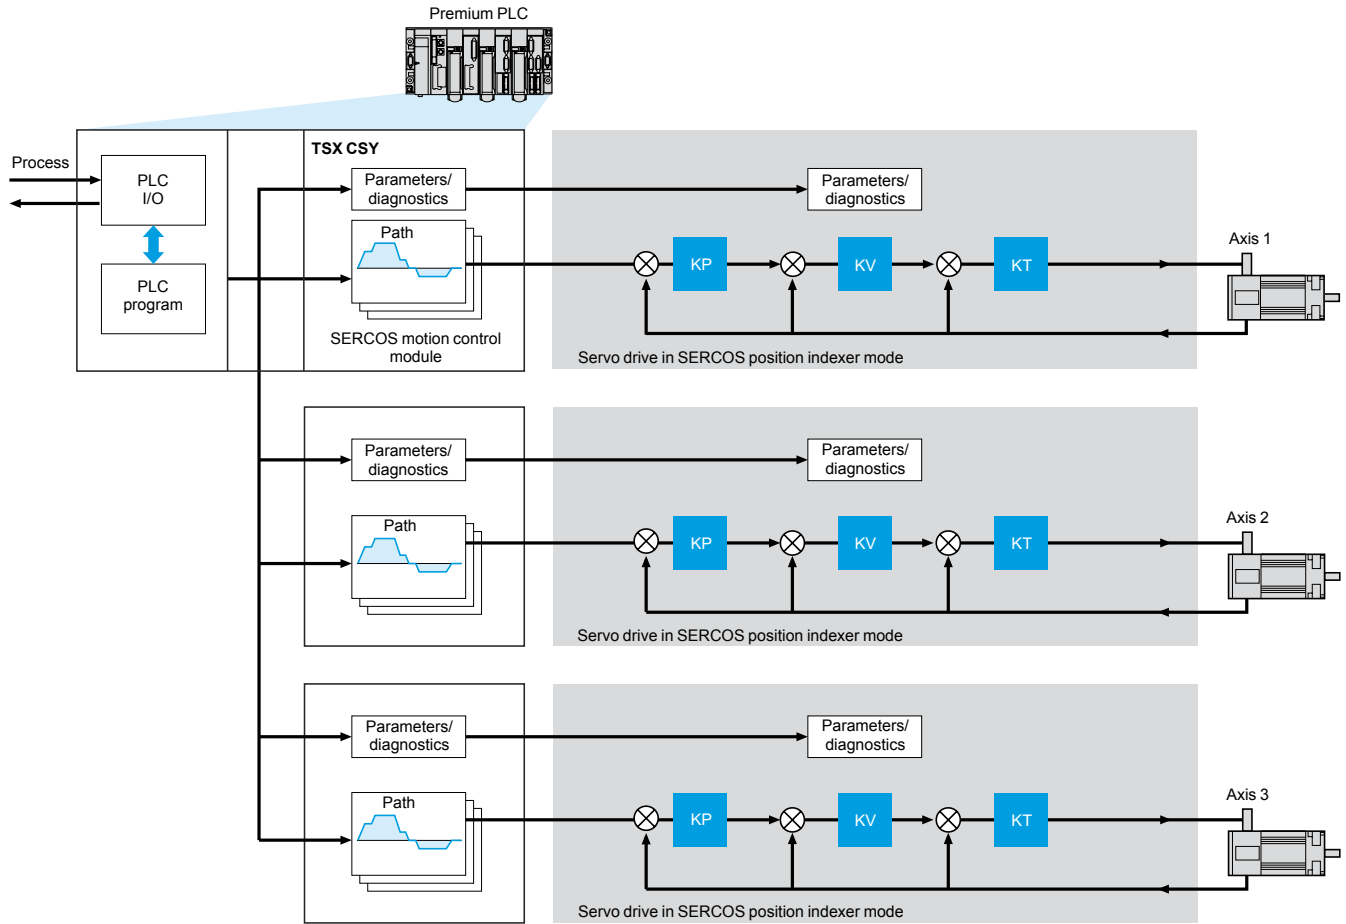 Premium PLC
Process
PLC
I/O
PLC
program
TSX CSY
Parameters/
diagnostics
Path
SERCOS motion control
module
Parameters/
diagnostics
KP
KV
KT
Servo drive in SERCOS position indexer mode
Axis 1
Parameters/
diagnostics
Path
Parameters/
diagnostics
KP
KV
KT
Servo drive in SERCOS position indexer mode
Axis 2
Parameters/
diagnostics
Path
Parameters/
diagnostics
KP
KV
KT
Servo drive in SERCOS position indexer mode
Axis 3